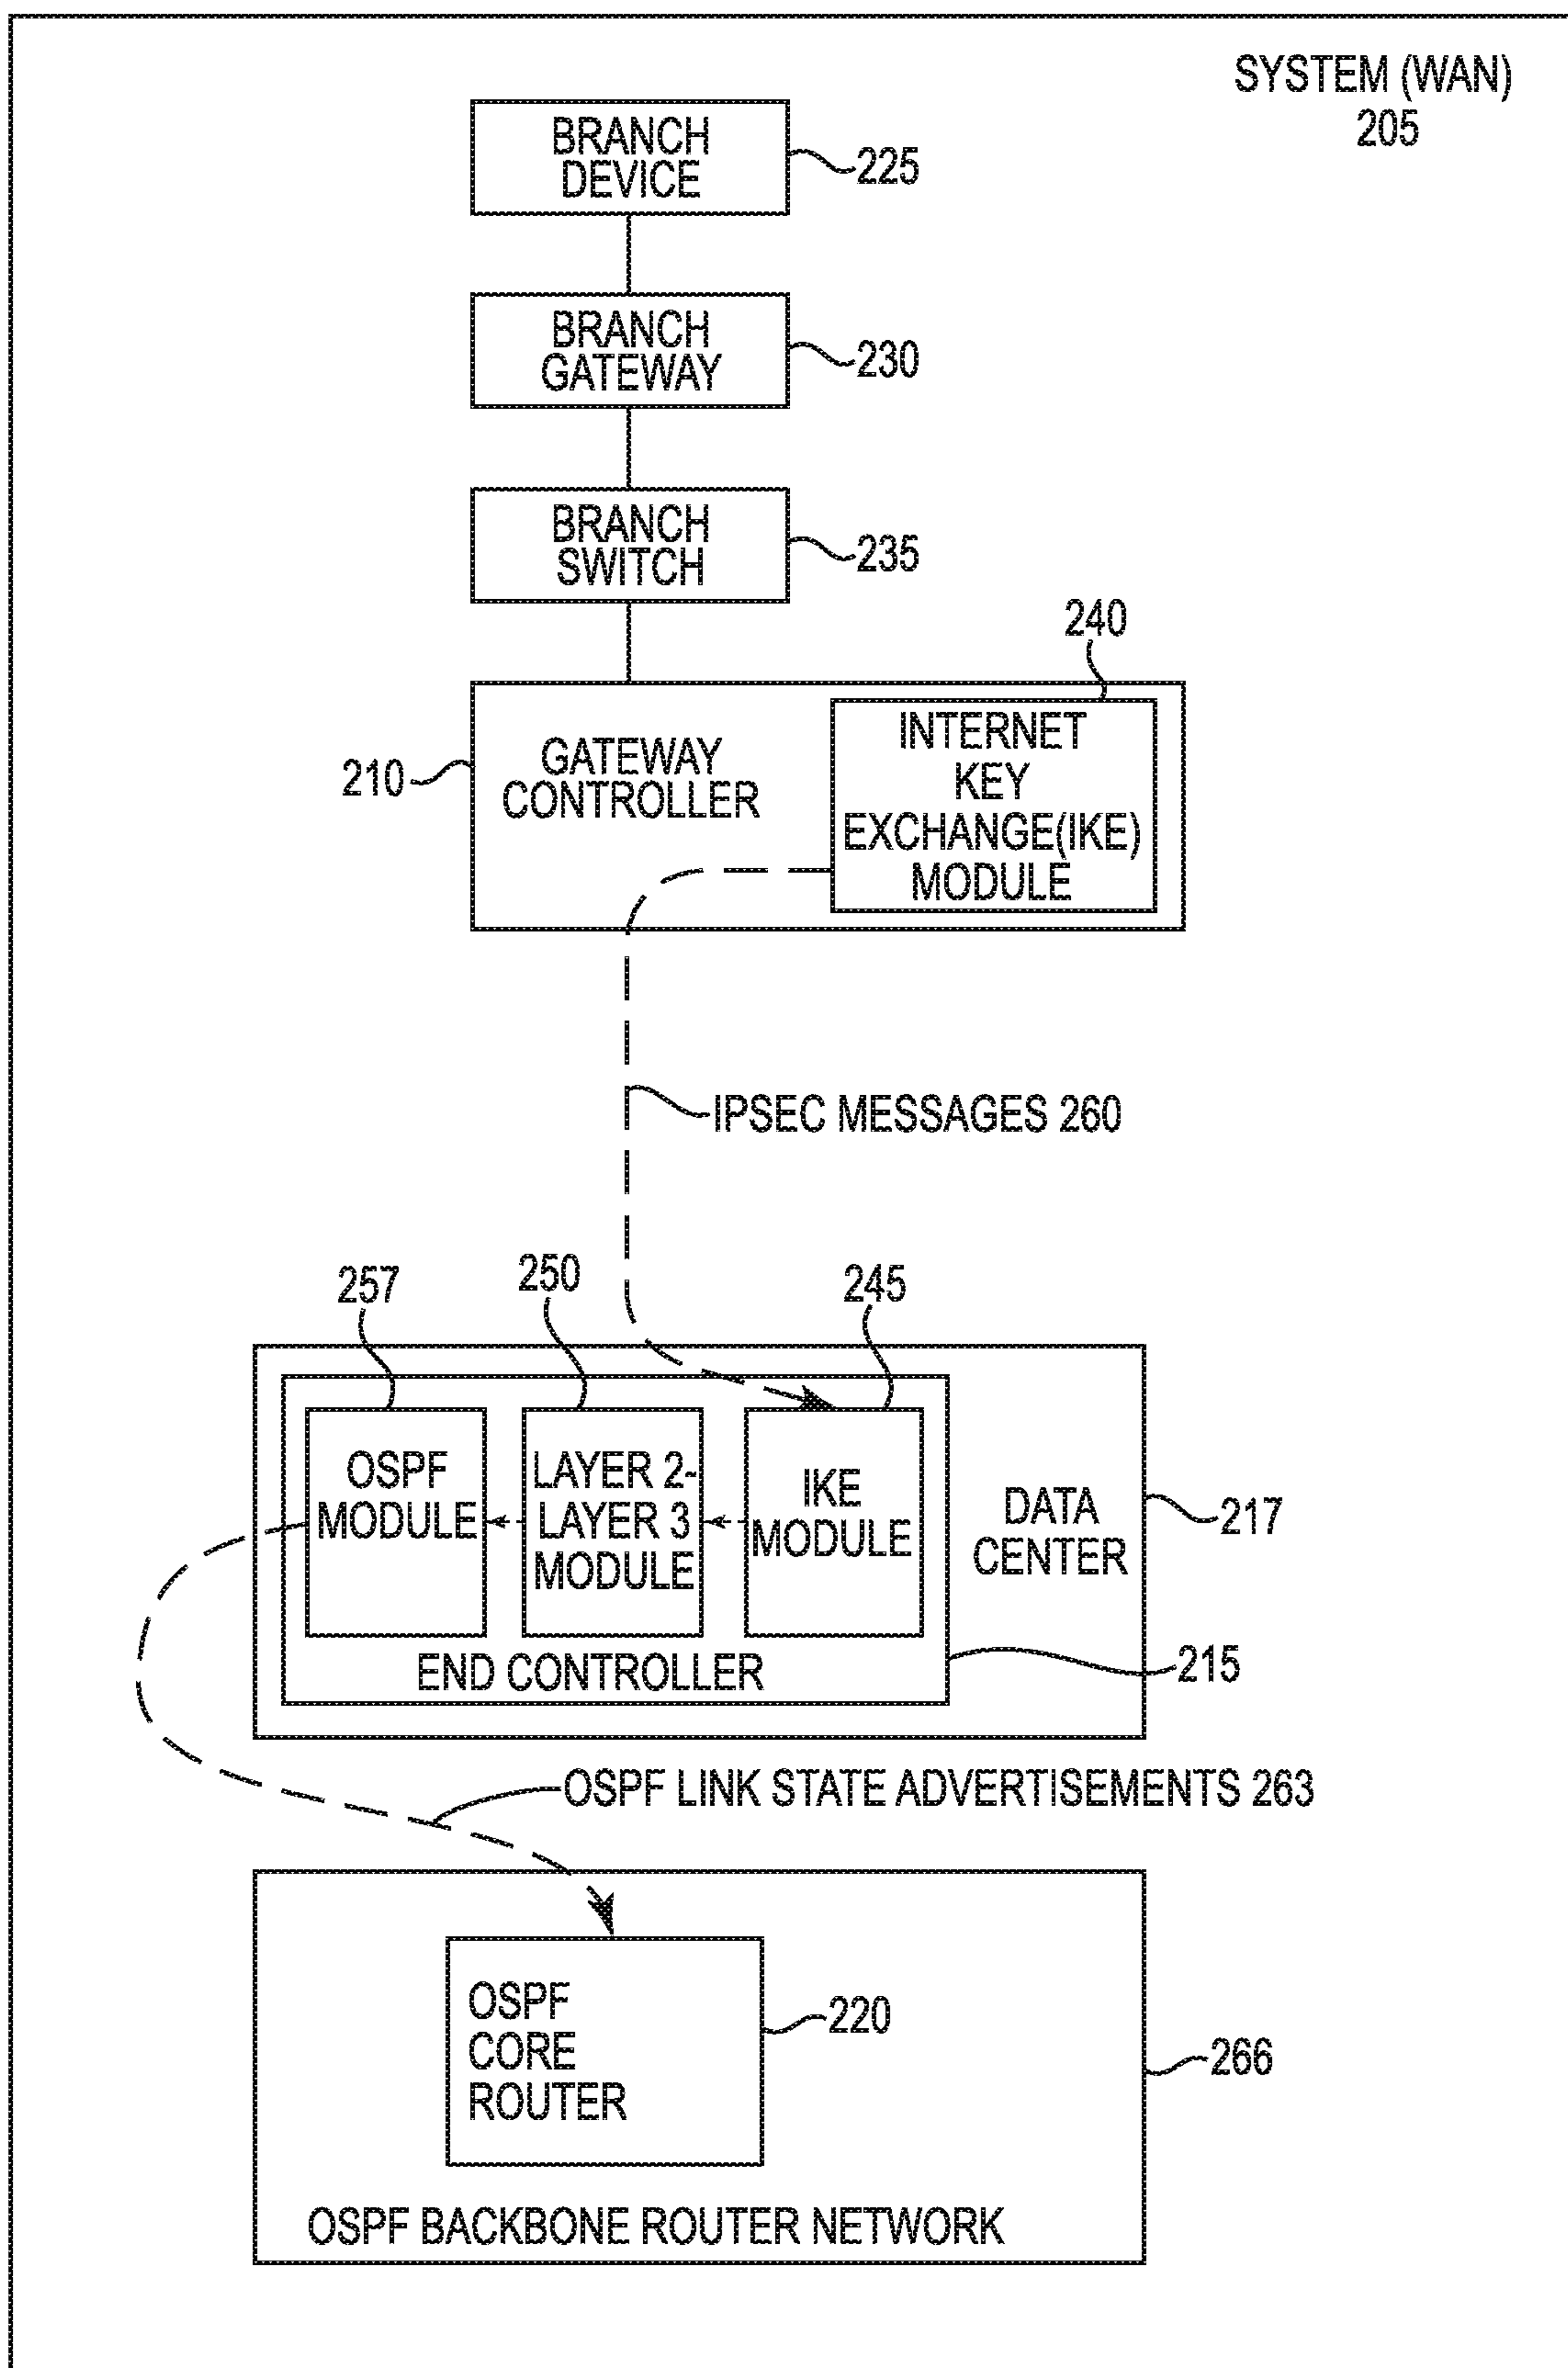 SYSTEM (WAN)
205
BRANCH
DEVICE
225
BRANCH
GATEWAY
230
BRANCH
SWITCH
235
240
GATEWAY
CONTROLLER
210
INTERNET
KEY
EXCHANGE(IKE)
MODULE
IPSEC MESSAGES 260
257
250
245
OSPF
MODULE
LAYER 2-
LAYER 3
MODULE
IKE
MODULE
DATA
CENTER
217
END CONTROLLER
215
OSPF LINK STATE ADVERTISEMENTS 263
OSPF
CORE
ROUTER
220
266
OSPF BACKBONE ROUTER NETWORK